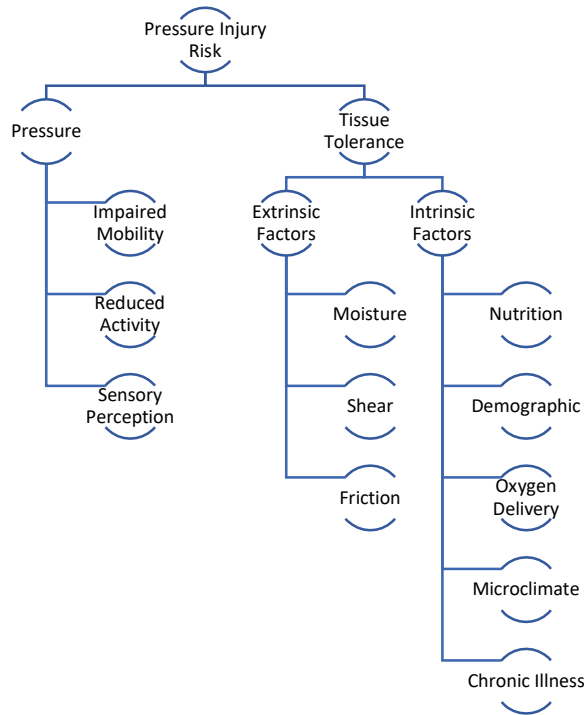 Pressure Injury
Risk
Pressure
Tissue
Tolerance
Impaired
Mobility
Reduced
Activity
Sensory
Perception
Extrinsic
Factors
Intrinsic
Factors
Moisture
Shear
Friction
Nutrition
Demographic
Oxygen
Delivery
Microclimate
Chronic Illness